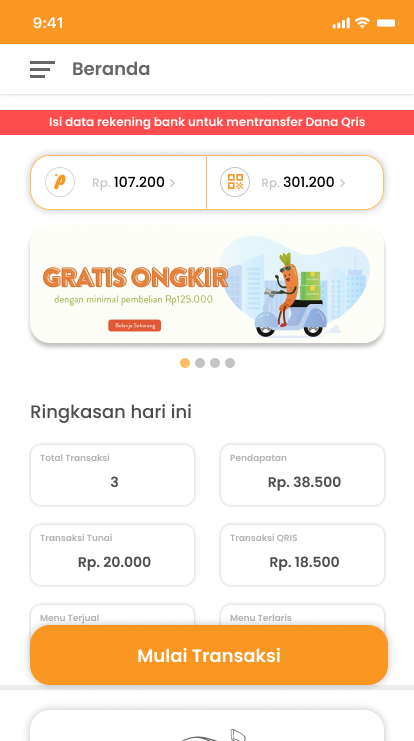 9:41
Beranda
Isi data rekening bank untuk mentransfer Dana Qris
Rp. 107.200
Rp. 301.200
GRATIS ONGKIR
dengan minimal pembelian Rp125.000
Belanja Sekarang
Ringkasan hari ini
Total Transaksi
3
Pendapatan
Rp. 38.500
Transaksi Tunai
Rp. 20.000
Transaksi QRIS
Rp. 18.500
Menu Terjual
Menu Terlaris
Mulai Transaksi